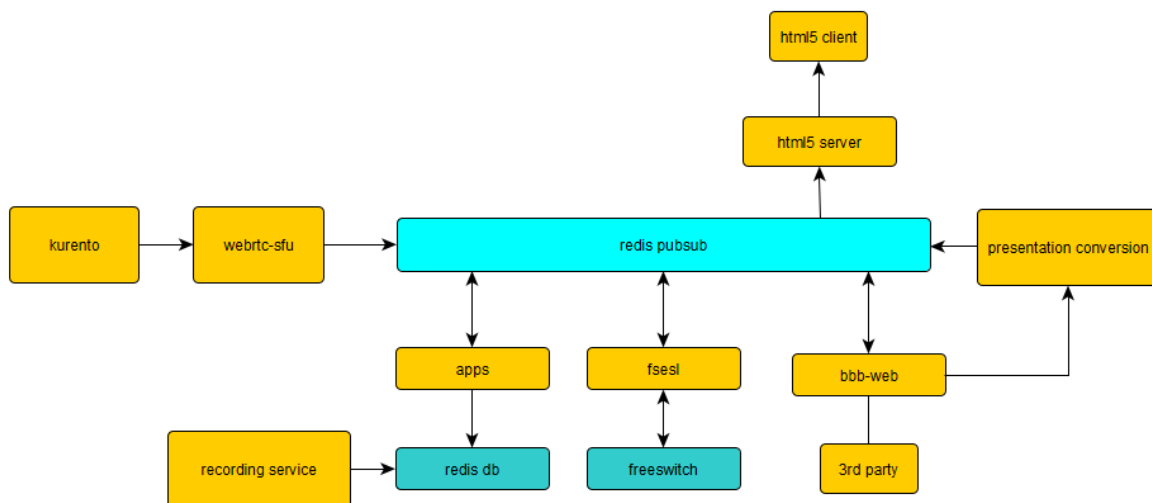 html5 client
html5 server
kurento
webrtc-sfu
redis pubsub
presentation conversion
apps
fsesl
bbb-web
recording service
redis db
freeswitch
3rd party